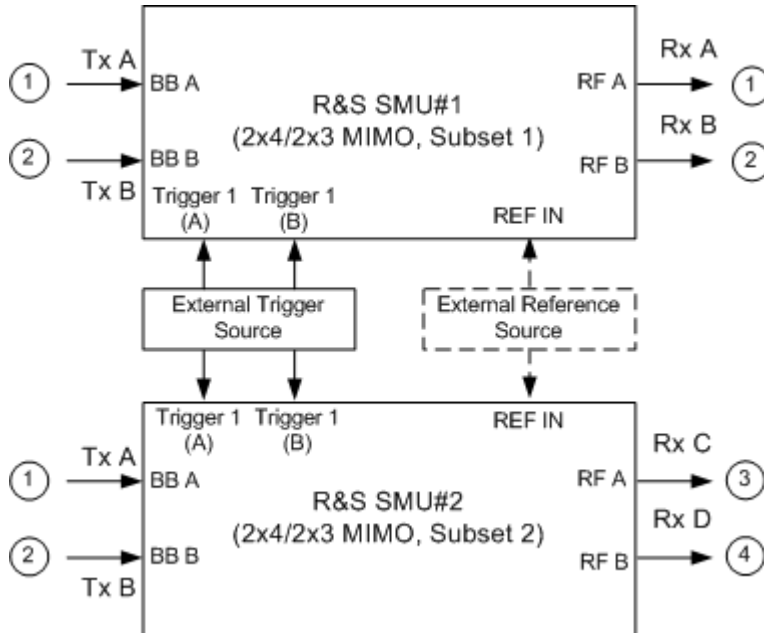 Tx A
1
BB A
RF A
Rx A
1
R&S SMU#1
(2x4/2x3 MIMO, Subset 1)
2
BB B
Tx B
RF B
Rx B
2
Trigger 1
(A)
Trigger 1
(B)
REF IN
External Trigger
Source
External Reference
Source
Trigger 1
(A)
Trigger 1
(B)
REF IN
Tx A
1
BB A
RF A
Rx C
3
R&S SMU#2
(2x4/2x3 MIMO, Subset 2)
2
BB B
Tx B
RF B
Rx D
4